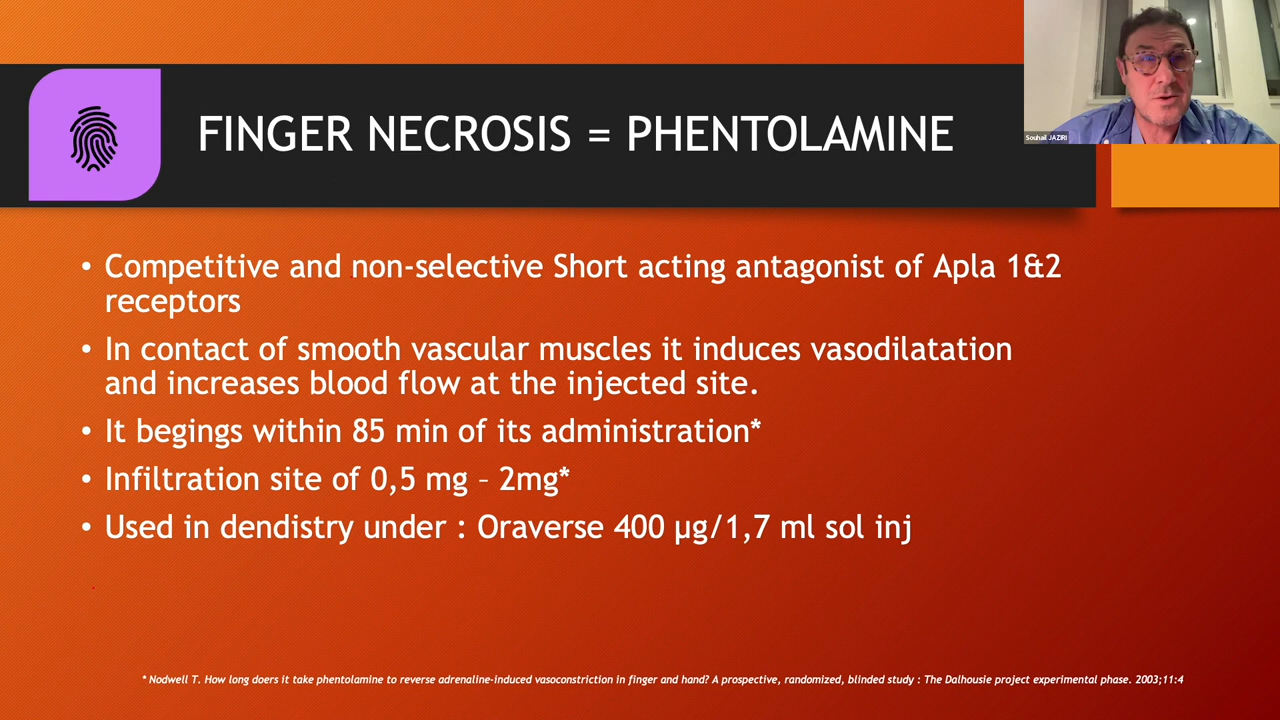 Souhail JAZIRI
FINGER NECROSIS = PHENTOLAMINE
• Competitive and non-selective Short acting antagonist of Apla 1&2
receptors
• In contact of smooth vascular muscles it induces vasodilatation
and increases blood flow at the injected site.
• It begings within 85 min of its administration*
• Infiltration site of 0,5 mg – 2mg*
• Used in dendistry under : Oraverse 400 µg/1,7 ml sol inj
* Nodwell T. How long doers it take phentolamine to reverse adrenaline-induced vasoconstriction in finger and hand? A prospective, randomized, blinded study : The Dalhousie project experimental phase. 2003;11:4